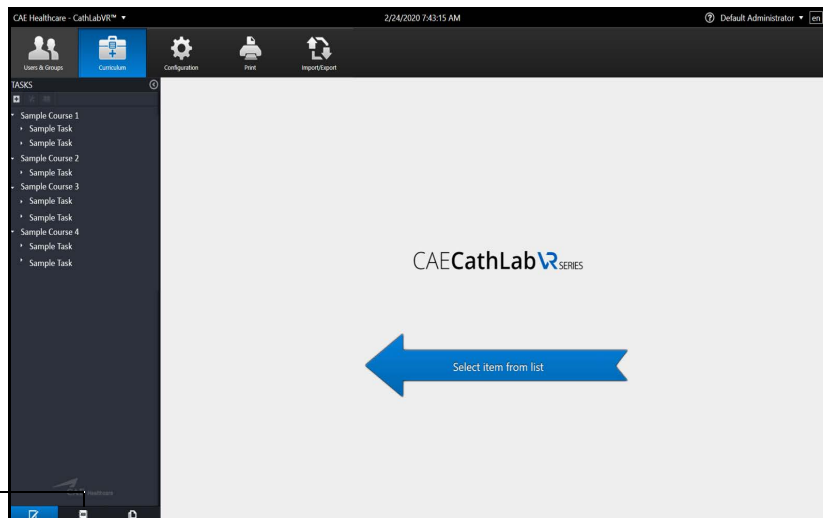 CAE Healthcare - CathLabVR™
2/24/2020 7:43:15 AM
Default Administrator
en
Users & Groups
Curriculum
Configuration
Print
Import/Export
TASKS
Sample Course 1
Sample Task
Sample Task
Sample Course 2
Sample Task
Sample Course 3
Sample Task
Sample Task
Sample Course 4
Sample Task
Sample Task
CAECathLabVR SERIES
Select item from list
Healthcare